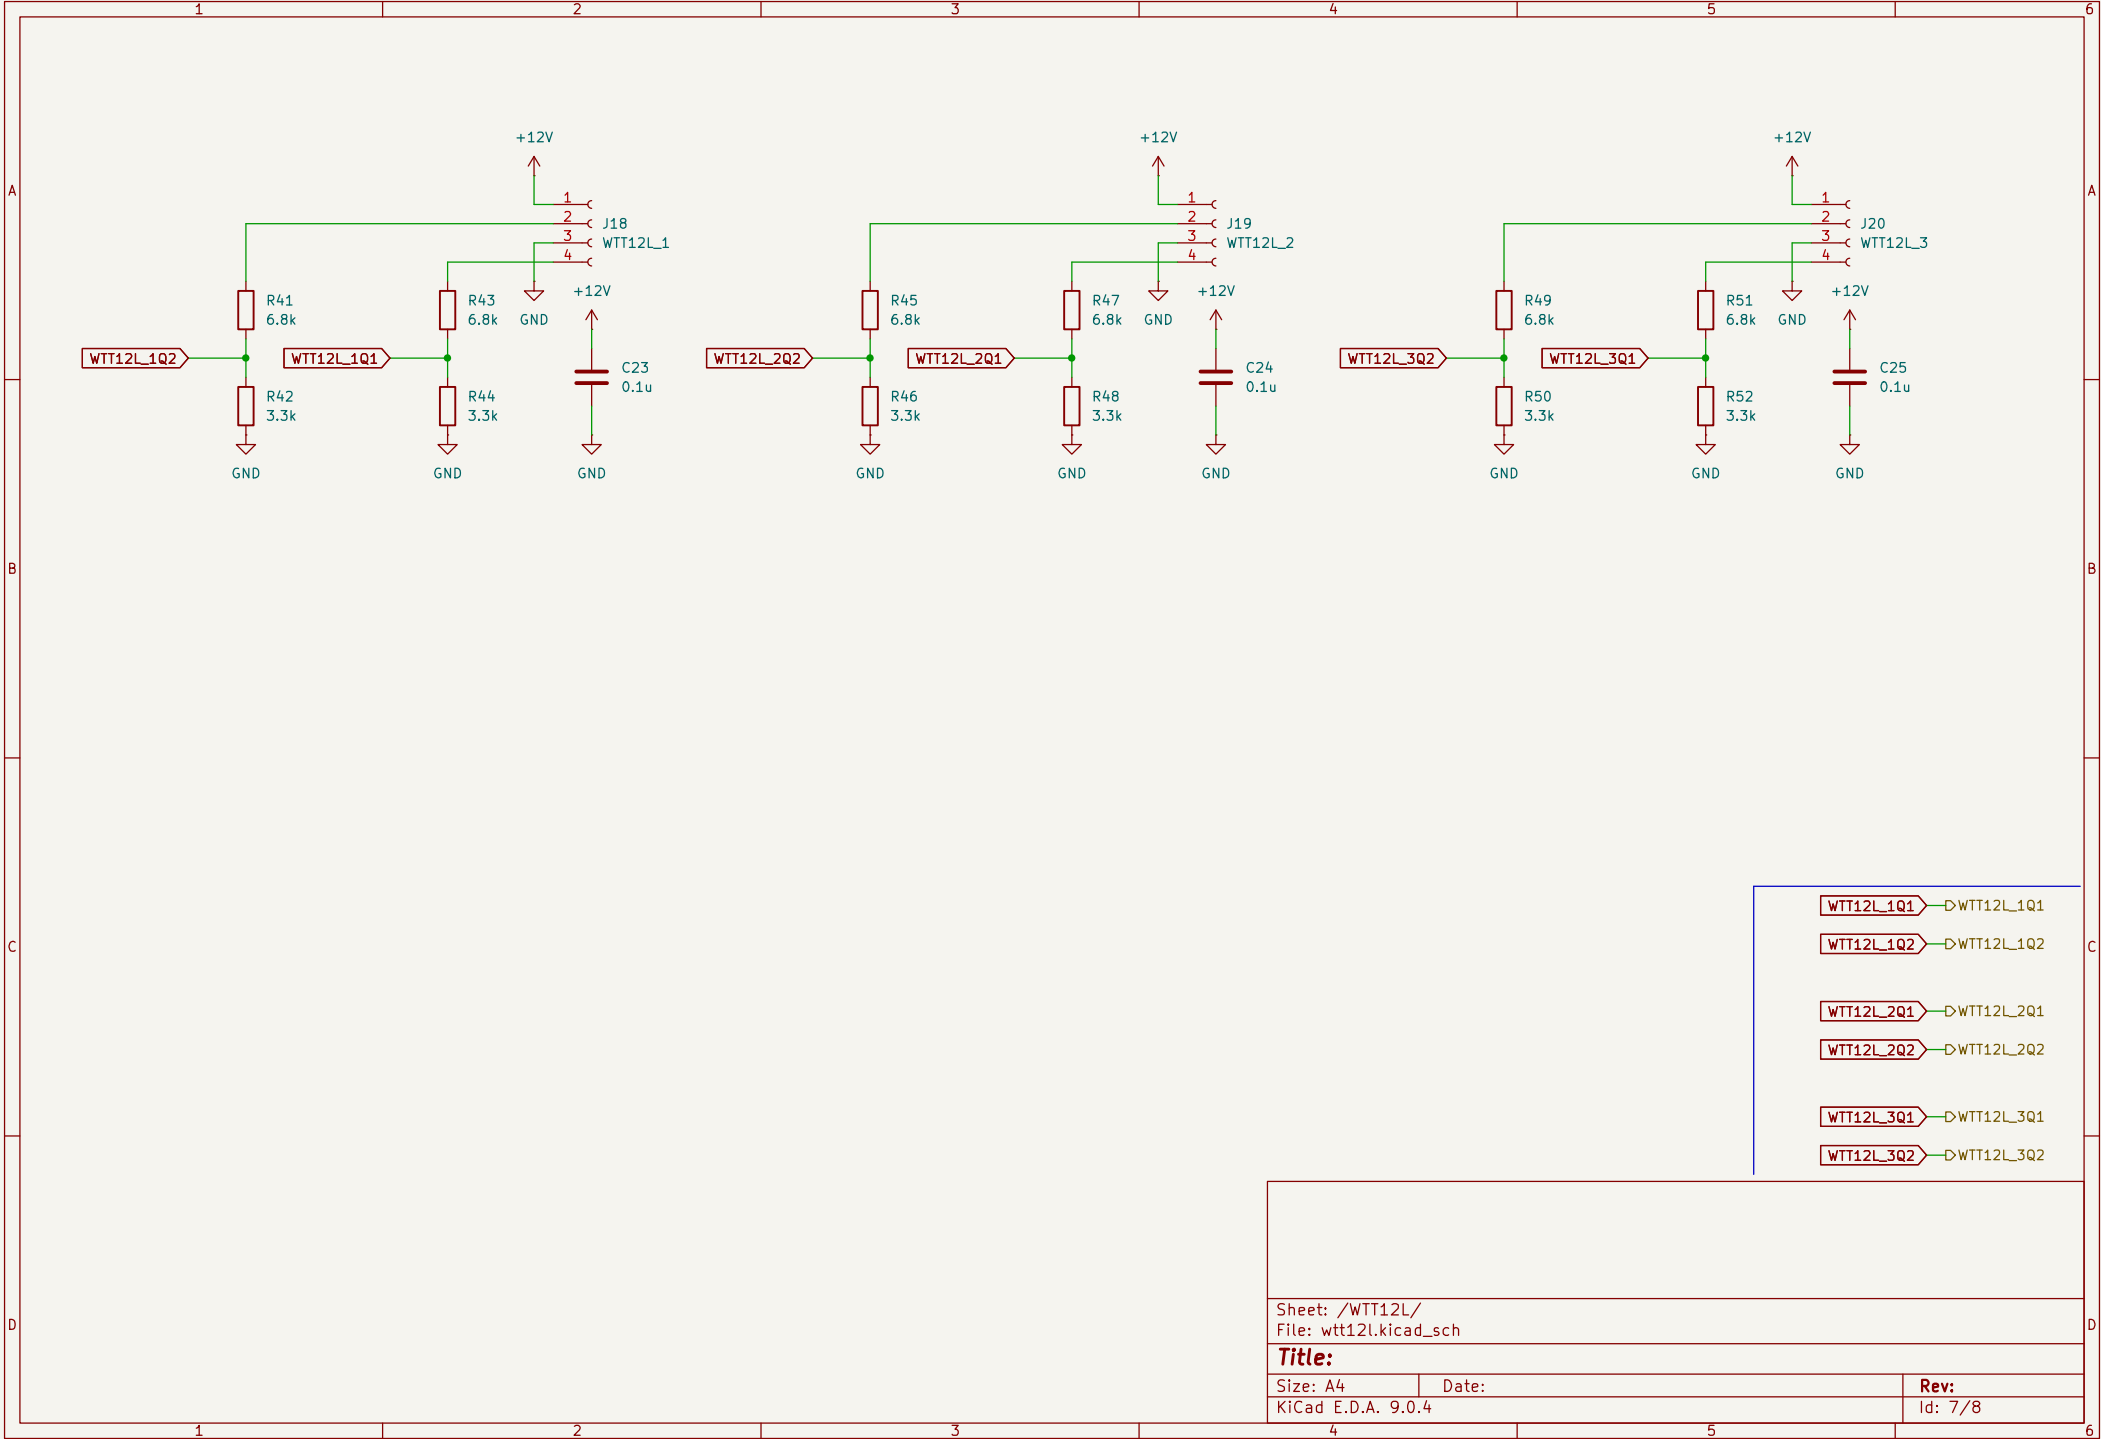 1 2 3 4 5 6
+12V +12V +12V
A A
1 1 1
2 J18 2 J19 2 J20
3 WTT12L_1 3 WTT12L_2 3 WTT12L_3
4 4 4
+12V +12V +12V
R41 R43 R45 R47 R49 R51
6.8k 6.8k GND 6.8k 6.8k GND 6.8k 6.8k GND
WTT12L_1Q2 WTT12L_1Q1 WTT12L_2Q2 WTT12L_2Q1 WTT12L_3Q2 WTT12L_3Q1
C23 C24 C25
0.1u 0.1u 0.1u
R42 R44 R46 R48 R50 R52
3.3k 3.3k 3.3k 3.3k 3.3k 3.3k
GND GND GND GND GND GND GND GND GND
B B
WTT12L_1Q1 WTT12L_1Q1
WTT12L_1Q2 WTT12L_1Q2
C C
WTT12L_2Q1 WTT12L_2Q1
WTT12L_2Q2 WTT12L_2Q2
WTT12L_3Q1 WTT12L_3Q1
WTT12L_3Q2 WTT12L_3Q2
Sheet: /WTT12L/
D D
File: wtt12l.kicad_sch
Title:
Size: A4 Date: Rev:
KiCad E.D.A. 9.0.4 Id: 7/8
1 2 3 4 5 6